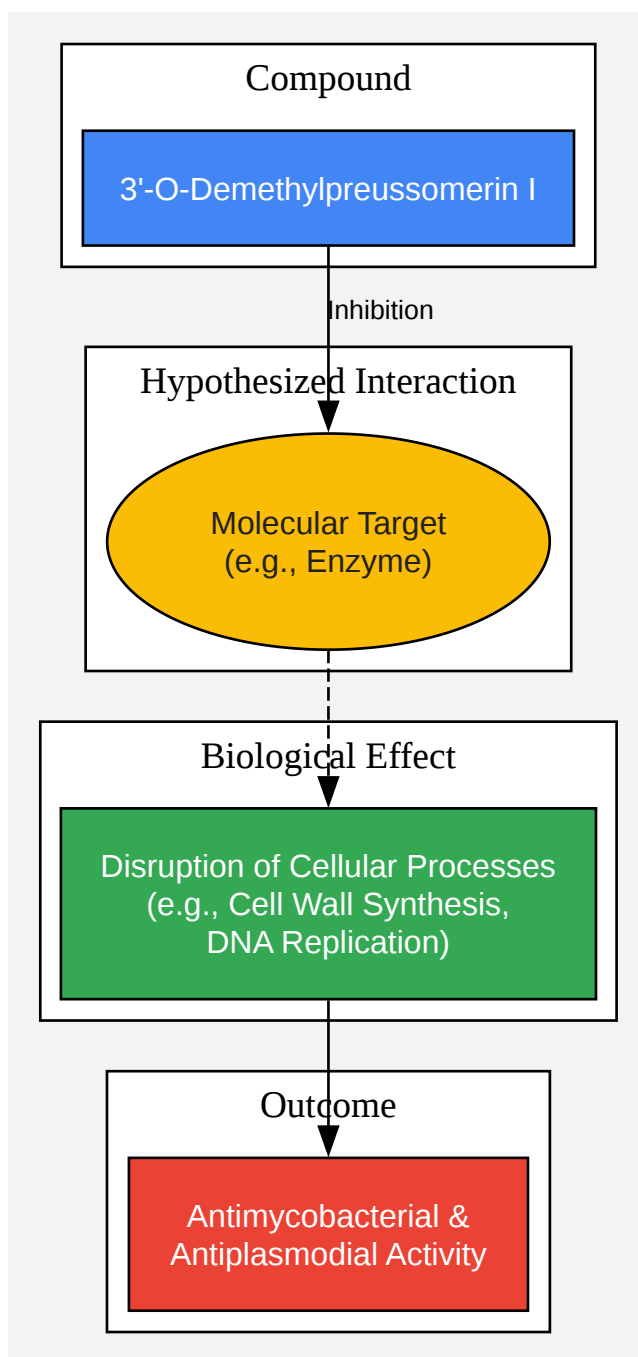 Compound
3'-O-Demethylpreussomerin I
Inhibition
Hypothesized Interaction
Molecular Target
(e.g., Enzyme)
Biological Effect
Disruption of Cellular Processes
(e.g., Cell Wall Synthesis,
DNA Replication)
Outcome
Antimycobacterial &
Antiplasmodial Activity